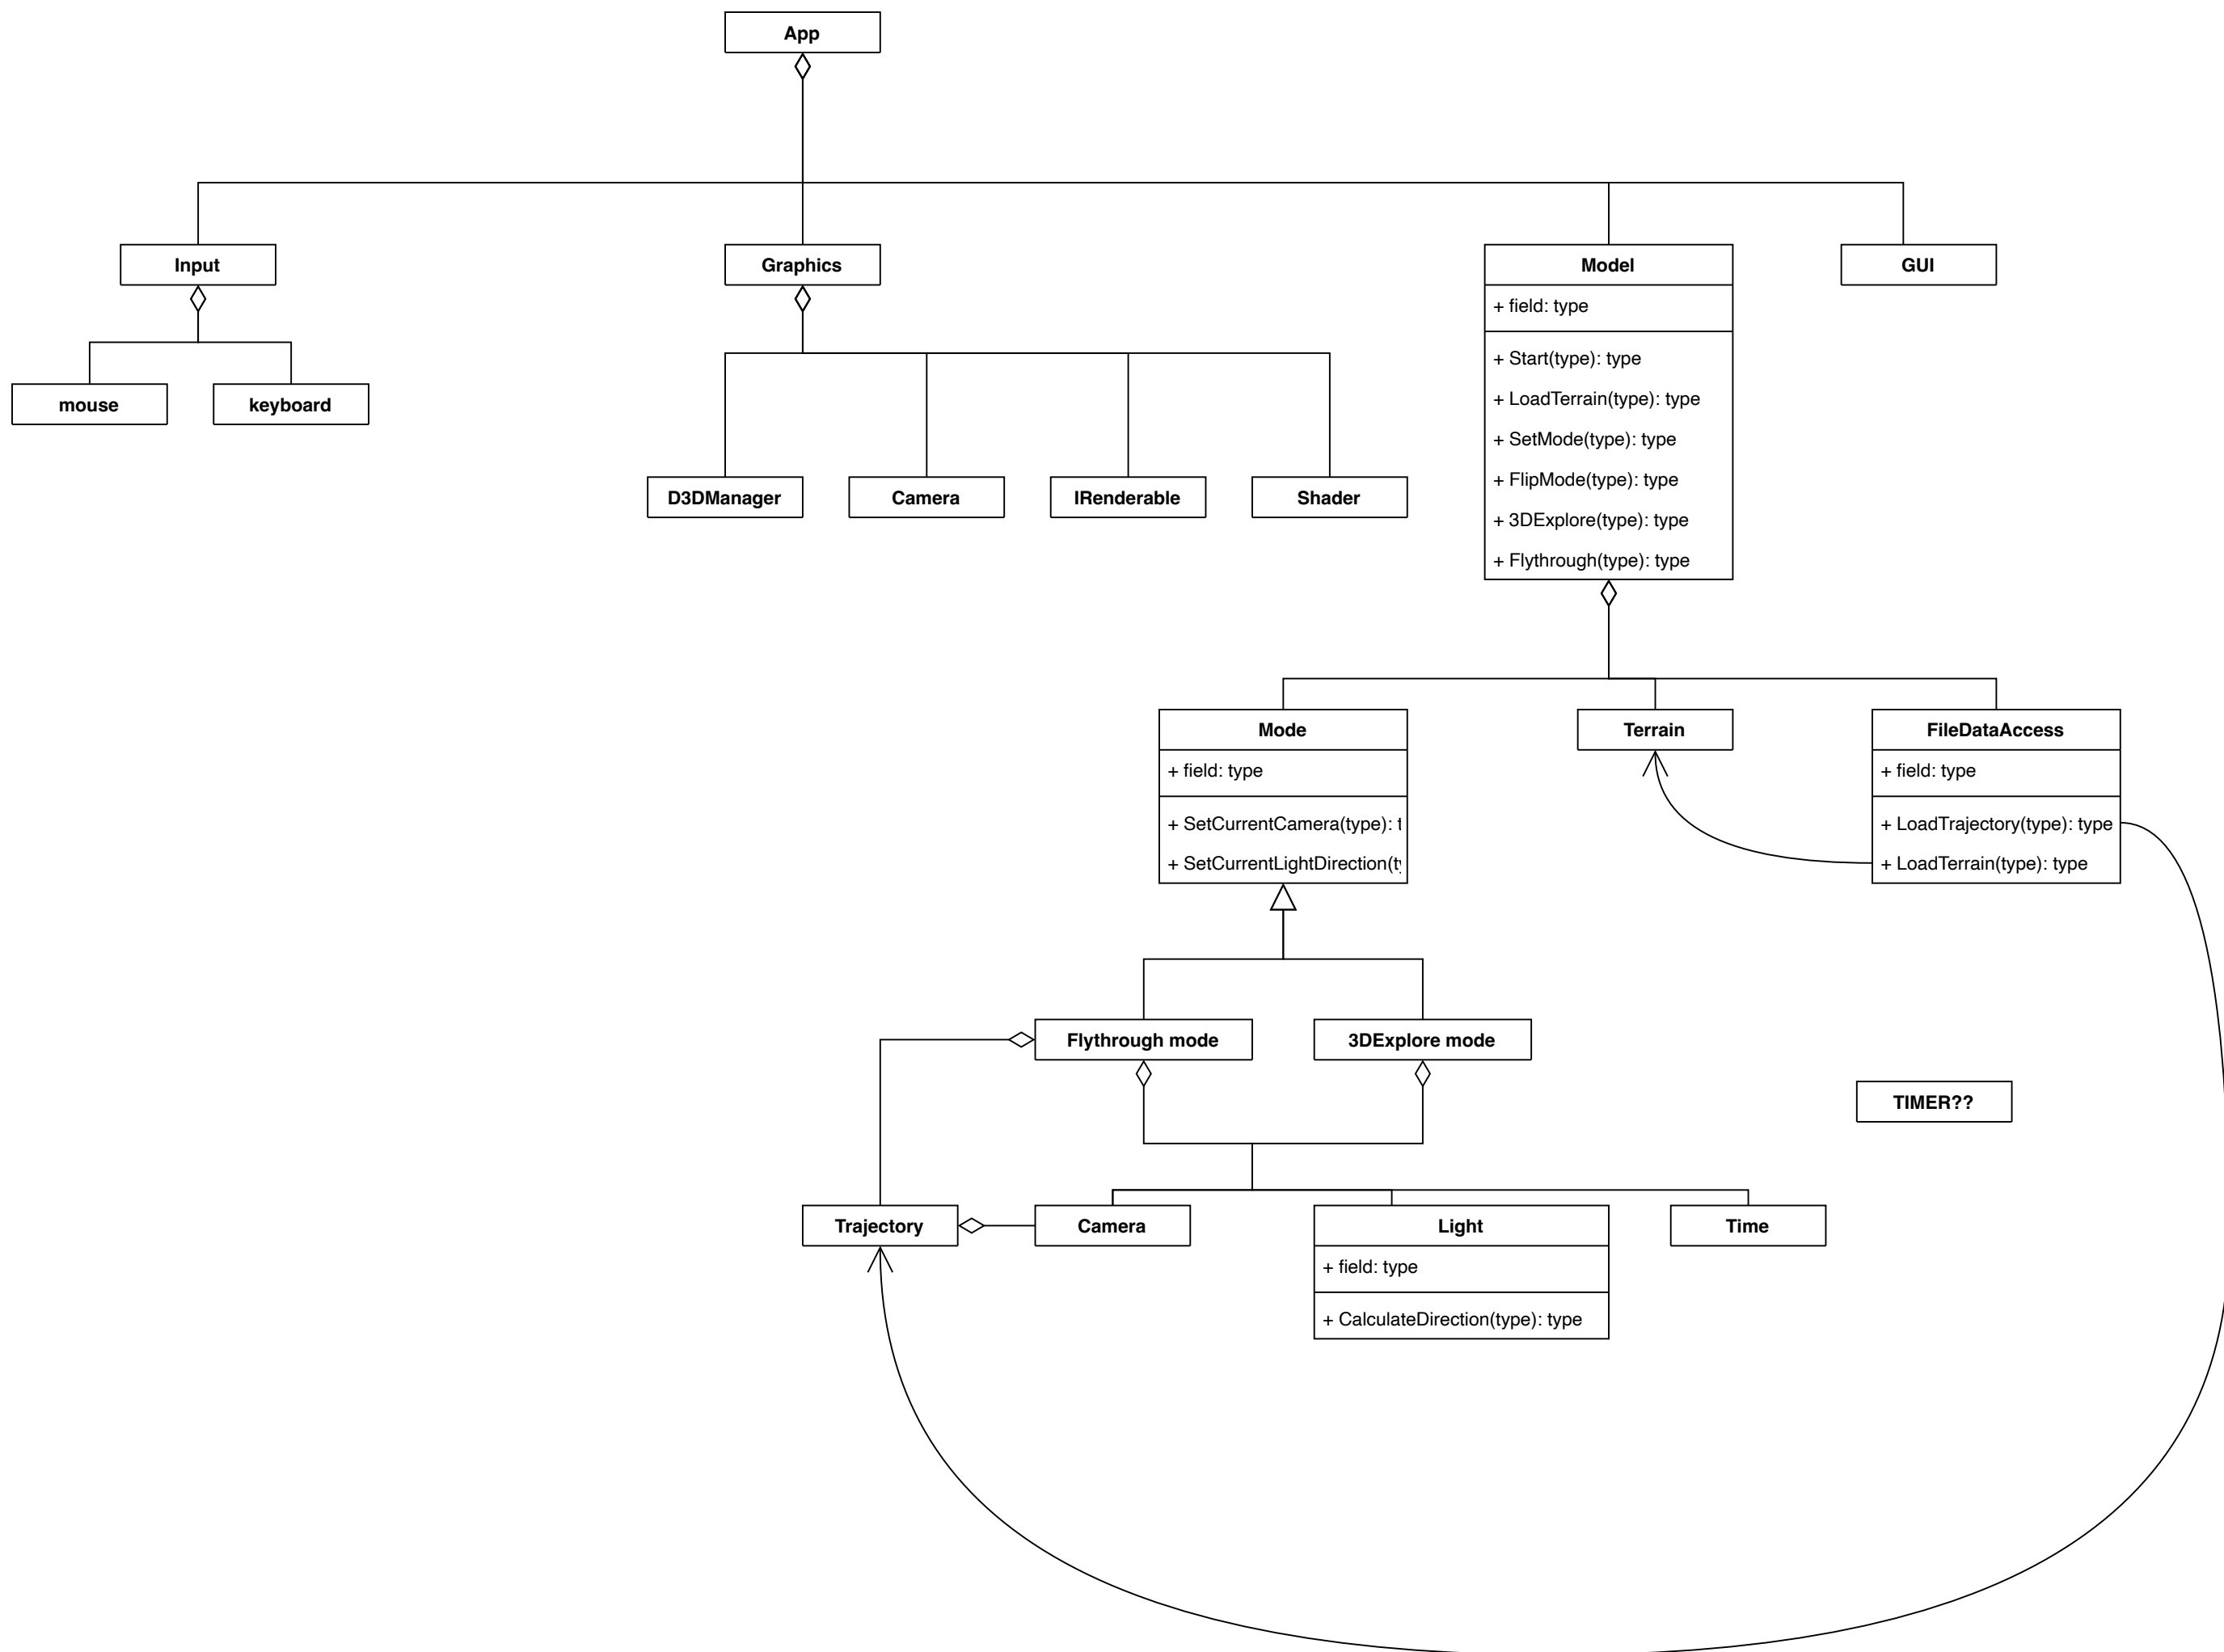 App
Input
Graphics
Model
GUI
+ field: type
+ Start(type): type
+ LoadTerrain(type): type
+ SetMode(type): type
+ FlipMode(type): type
+ 3DExplore(type): type
+ Flythrough(type): type
mouse
keyboard
D3DManager
Camera
IRenderable
Shader
Mode
+ field: type
+ SetCurrentCamera(type): t
+ SetCurrentLightDirection(ty
Terrain
FileDataAccess
+ field: type
+ LoadTrajectory(type): type
+ LoadTerrain(type): type
Flythrough mode
3DExplore mode
TIMER??
Trajectory
Camera
Light
+ field: type
+ CalculateDirection(type): type
Time